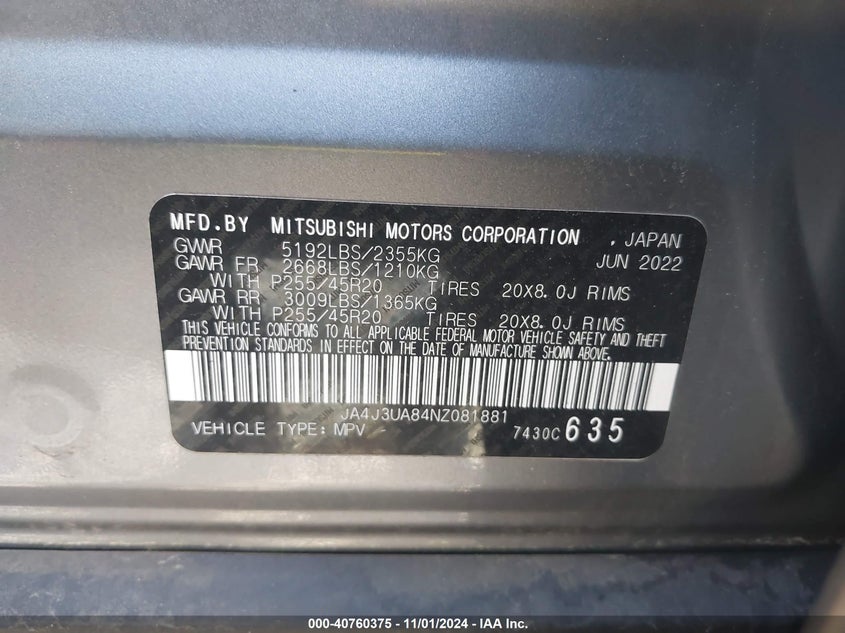 MFD.BY MITSUBISHI MOTORS CORPORATION , JAPAN
GVWR 5192LBS/2355KG JUN 2022
GAWR FR 2668LBS/1210KG
WITH P255/45R20 TIRES 20X8.0J RIMS
GAWR RR 3009LBS/1365KG
WITH P255/45R20 TIRES 20X8.0J RIMS
THIS VEHICLE CONFORMS TO ALL APPLICABLE FEDERAL MOTOR VEHICLE SAFETY AND THEFT
PREVENTION STANDARDS IN EFFECT ON THE DATE OF MANUFACTURE SHOWN ABOVE.
JA4J3UA84NZ081881
VEHICLE TYPE: MPV 7430C 635
000-40760375 - 11/01/2024 - IAA Inc.